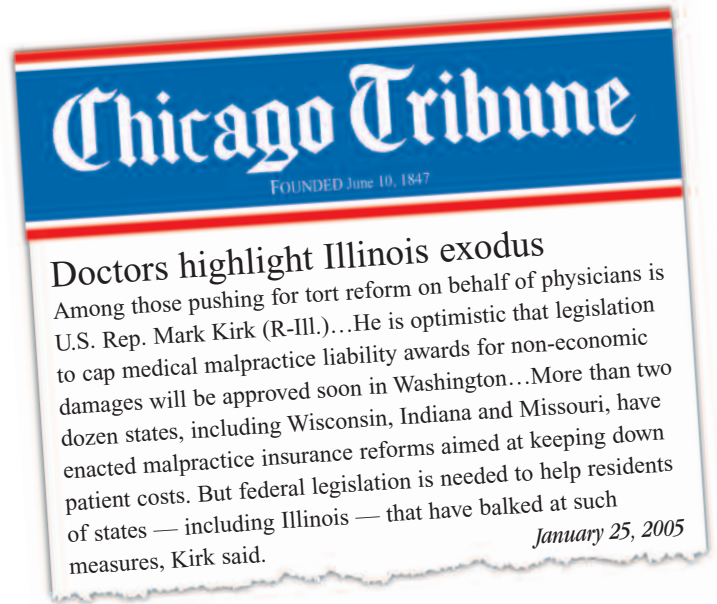 Chicago Tribune
FOUNDED June 10, 1847
Doctors highlight Illinois exodus
Among those pushing for tort reform on behalf of physicians is
U.S. Rep. Mark Kirk (R-Ill.)…He is optimistic that legislation
to cap medical malpractice liability awards for non-economic
damages will be approved soon in Washington…More than two
dozen states, including Wisconsin, Indiana and Missouri, have
enacted malpractice insurance reforms aimed at keeping down
patient costs. But federal legislation is needed to help residents
of states — including Illinois — that have balked at such
measures, Kirk said.
January 25, 2005